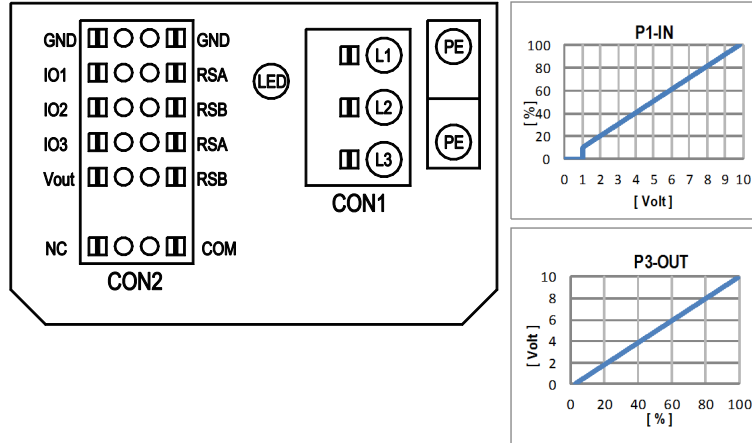 GND GND
IO1 RSA
IO2 RSB
IO3 RSA
Vout RSB
NC COM
CON2
LED
L1
L2
L3
CON1
PE
PE
P1-IN
[ % ]
100
80
60
40
20
0
0 1 2 3 4 5 6 7 8 9 10
[ Volt ]
P3-OUT
[ Volt ]
10
8
6
4
2
0
0 20 40 60 80 100
[ % ]